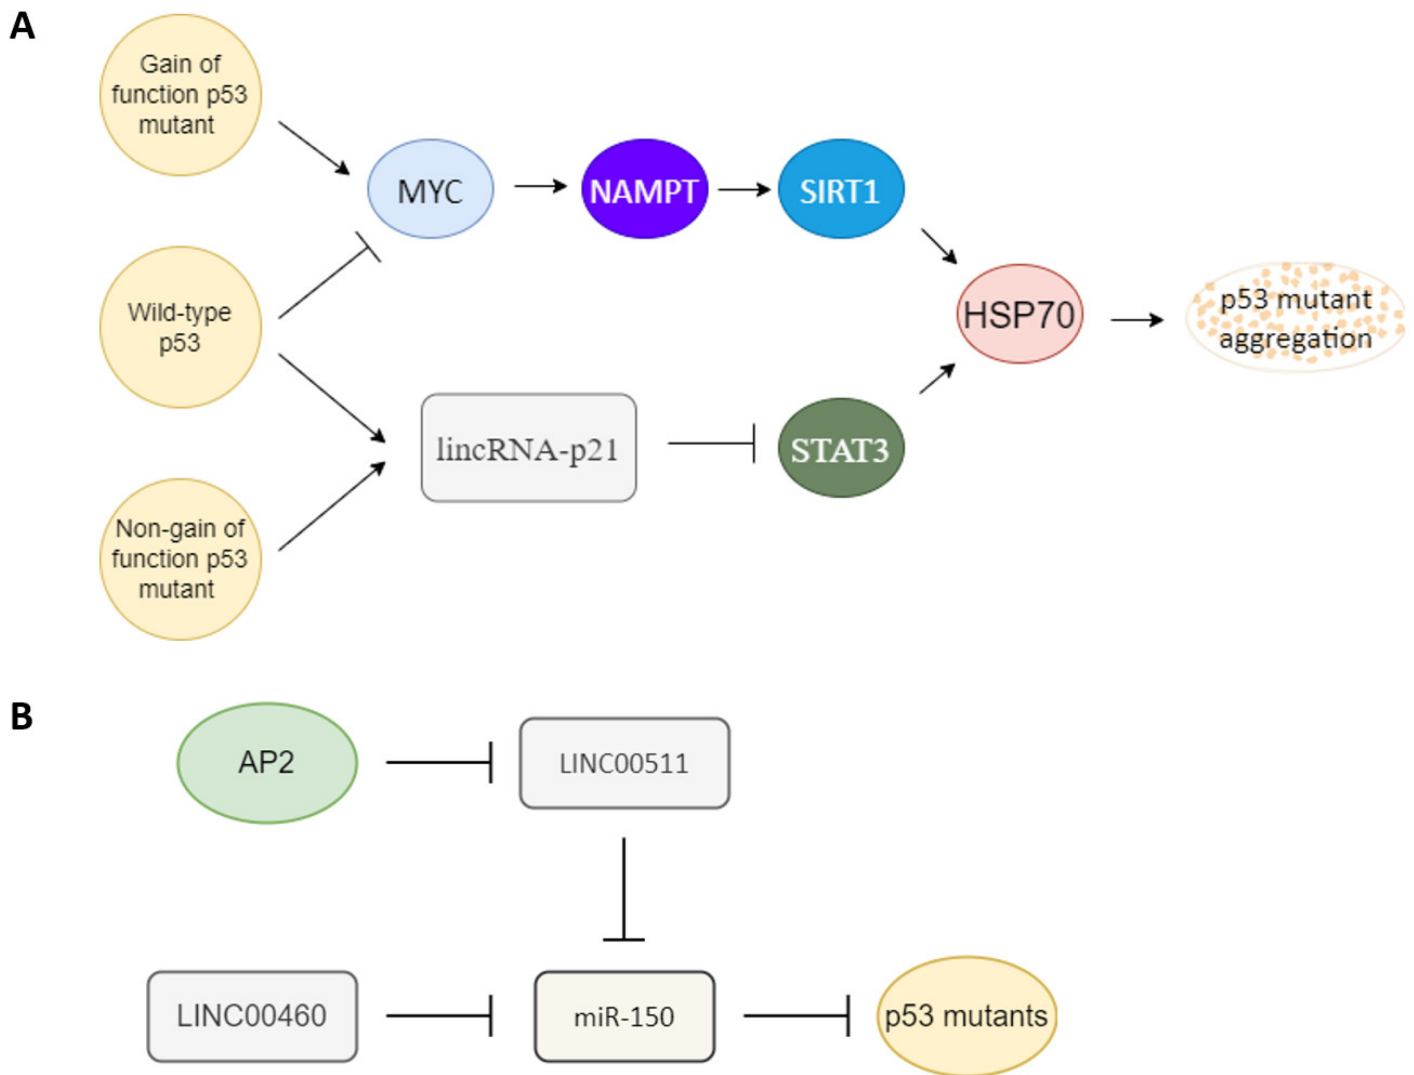 A
Gain of
function p53
mutant
MYC
NAMPT
SIRT1
Wild-type
p53
HSP70
p53 mutant
aggregation
lincRNA-p21
STAT3
Non-gain of
function p53
mutant
B
AP2
LINC00511
LINC00460
miR-150
p53 mutants